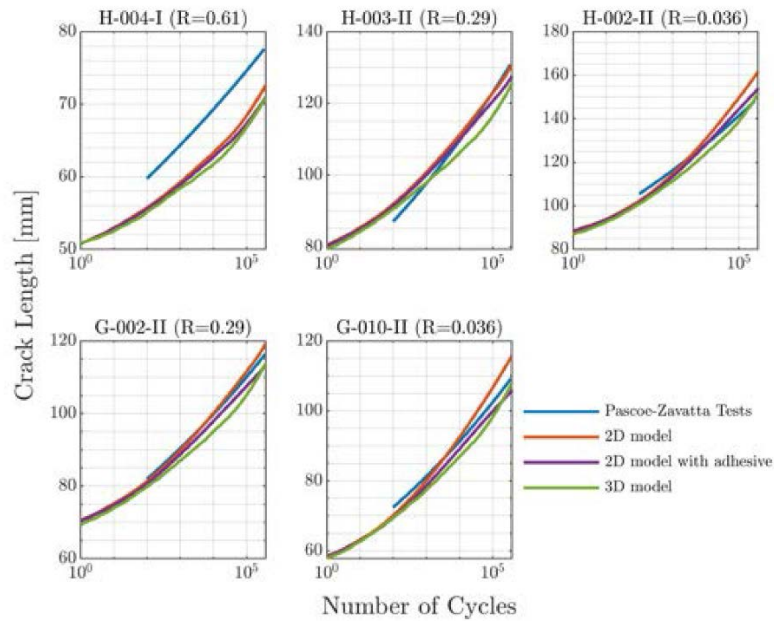 H-004-I (R=0.61)
H-003-II (R=0.29)
H-002-II (R=0.036)
80
70
60
50
10^0
10^5
140
120
100
80
10^0
10^5
180
160
140
120
100
80
10^0
10^5
Crack Length [mm]
G-002-II (R=0.29)
G-010-II (R=0.036)
120
100
80
60
10^0
10^5
120
100
80
60
10^0
10^5
Pascoe-Zavatta Tests
2D model
2D model with adhesive
3D model
Number of Cycles